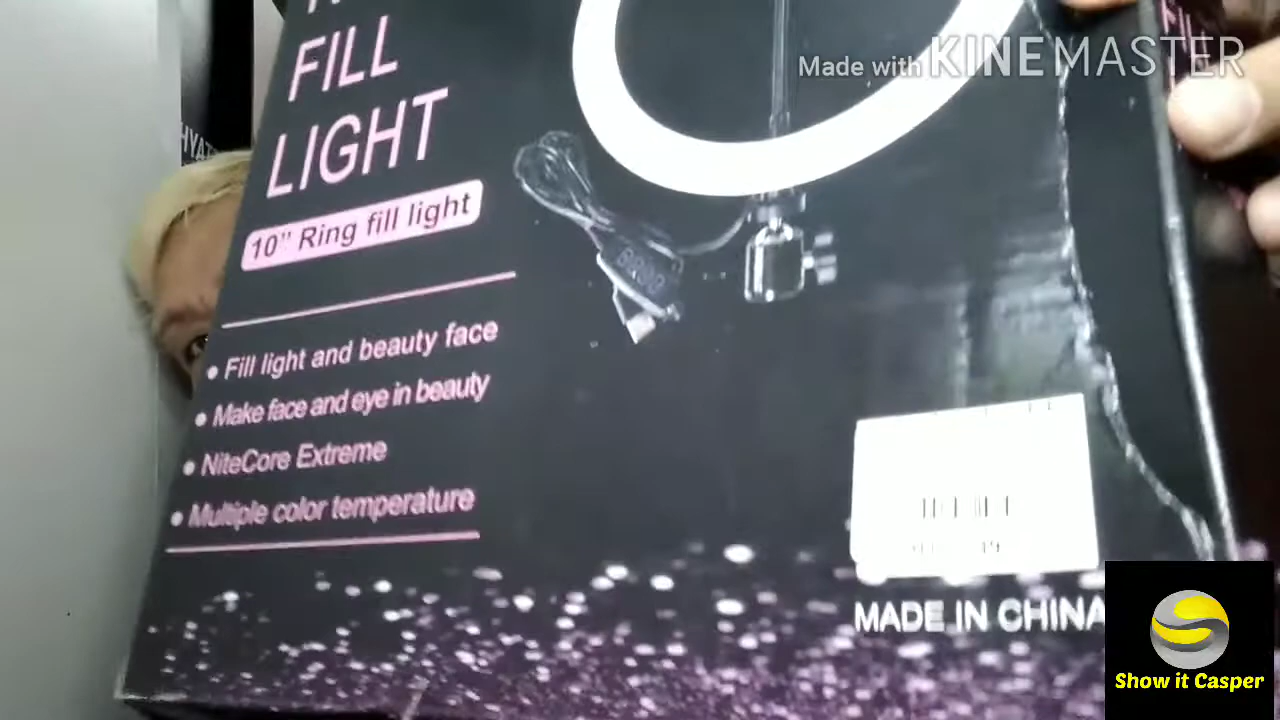 FILL
LIGHT
10" Ring fill light
• Fill light and beauty face
• Make face and eye in beauty
• NiteCore Extreme
• Multiple color temperature
MADE IN CHINA
Made with KINEMASTER
Show it Casper